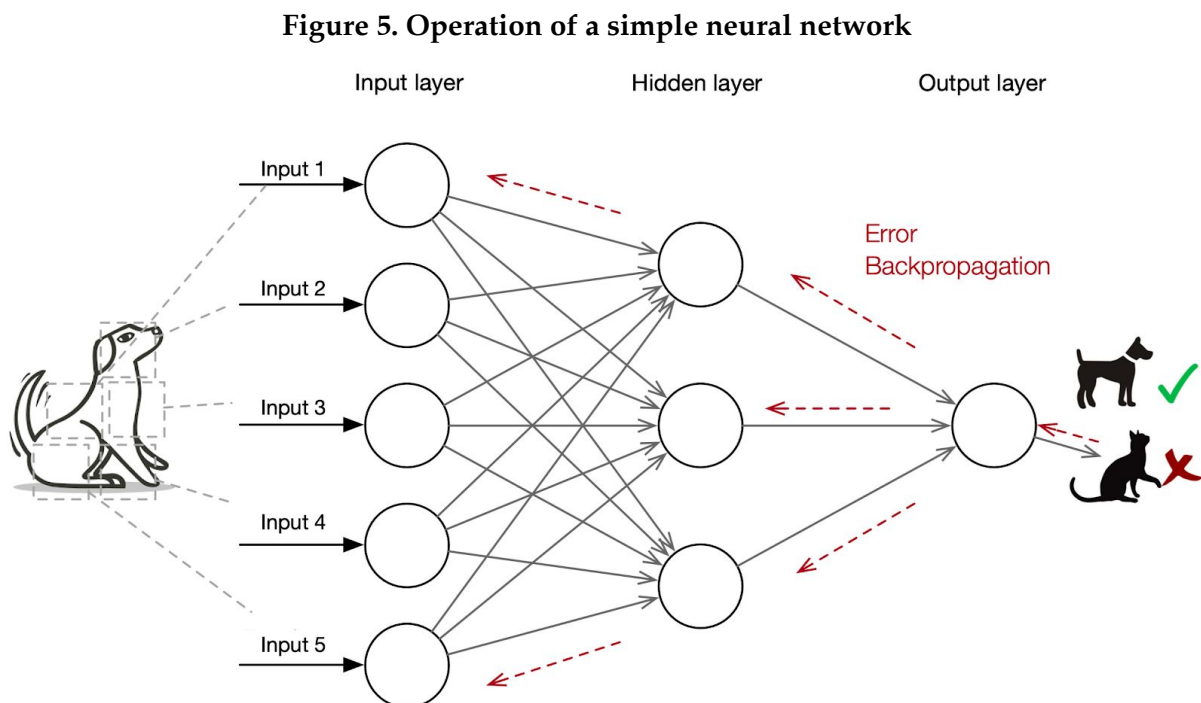 Figure 5. Operation of a simple neural network
Input layer
Hidden layer
Output layer
Input 1
Input 2
Input 3
Input 4
Input 5
Error
Backpropagation